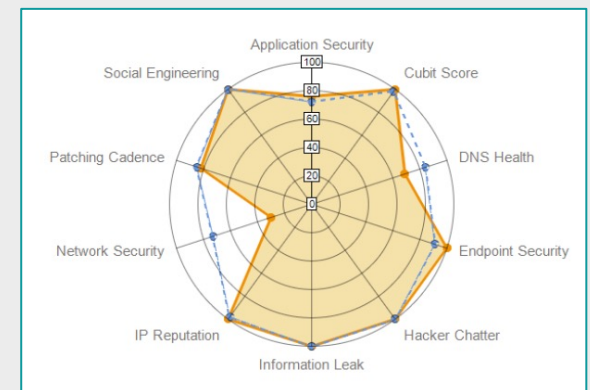 Application Security
100
Social Engineering
Cubit Score
80
60
Patching Cadence
DNS Health
40
20
0
Network Security
Endpoint Security
IP Reputation
Hacker Chatter
Information Leak